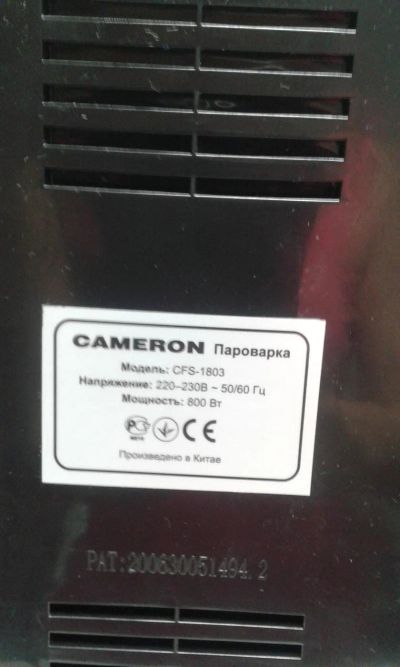 CAMERON Пароварка
Модель: CFS-1803
Напряжение: 220–230В ~ 50/60 Гц
Мощность: 800 Вт
CE
Произведено в Китае
PAT:200630051494.2